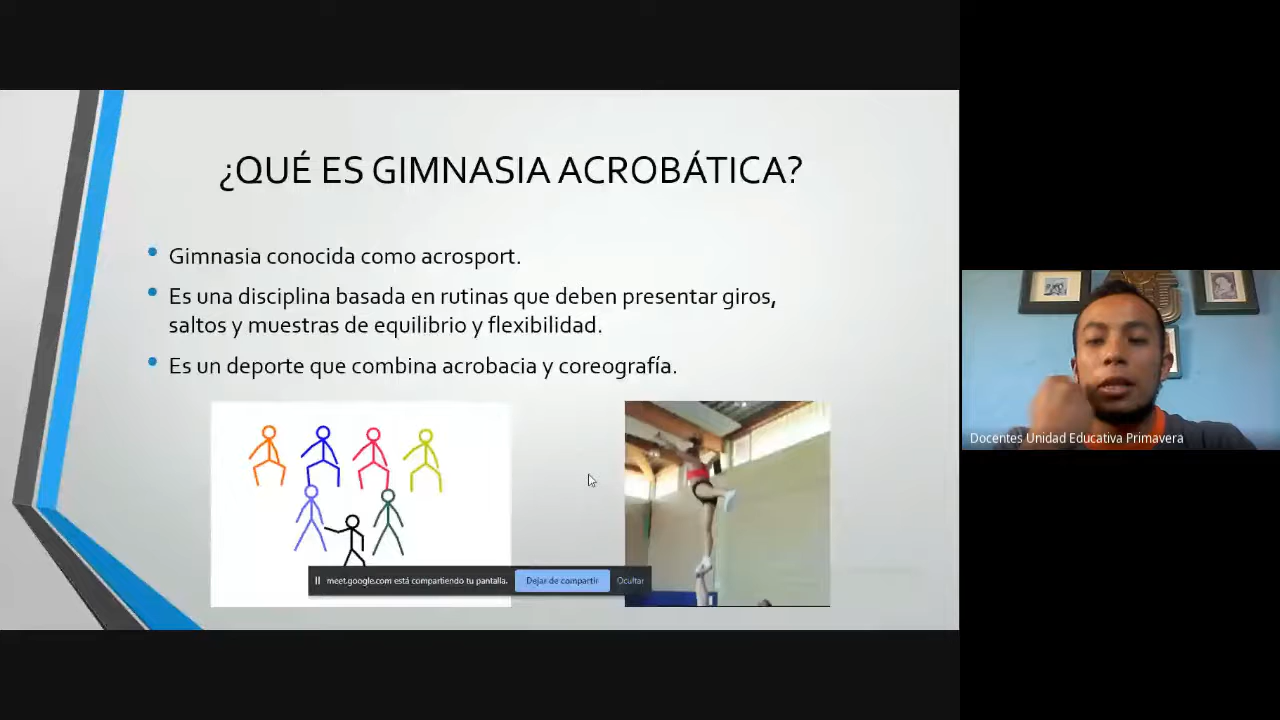 ¿QUÉ ES GIMNASIA ACROBÁTICA?
• Gimnasia conocida como acrosport.
• Es una disciplina basada en rutinas que deben presentar giros,
saltos y muestras de equilibrio y flexibilidad.
• Es un deporte que combina acrobacia y coreografía.
meet.google.com está compartiendo tu pantalla.
Dejar de compartir
Ocultar
Docentes Unidad Educativa Primavera